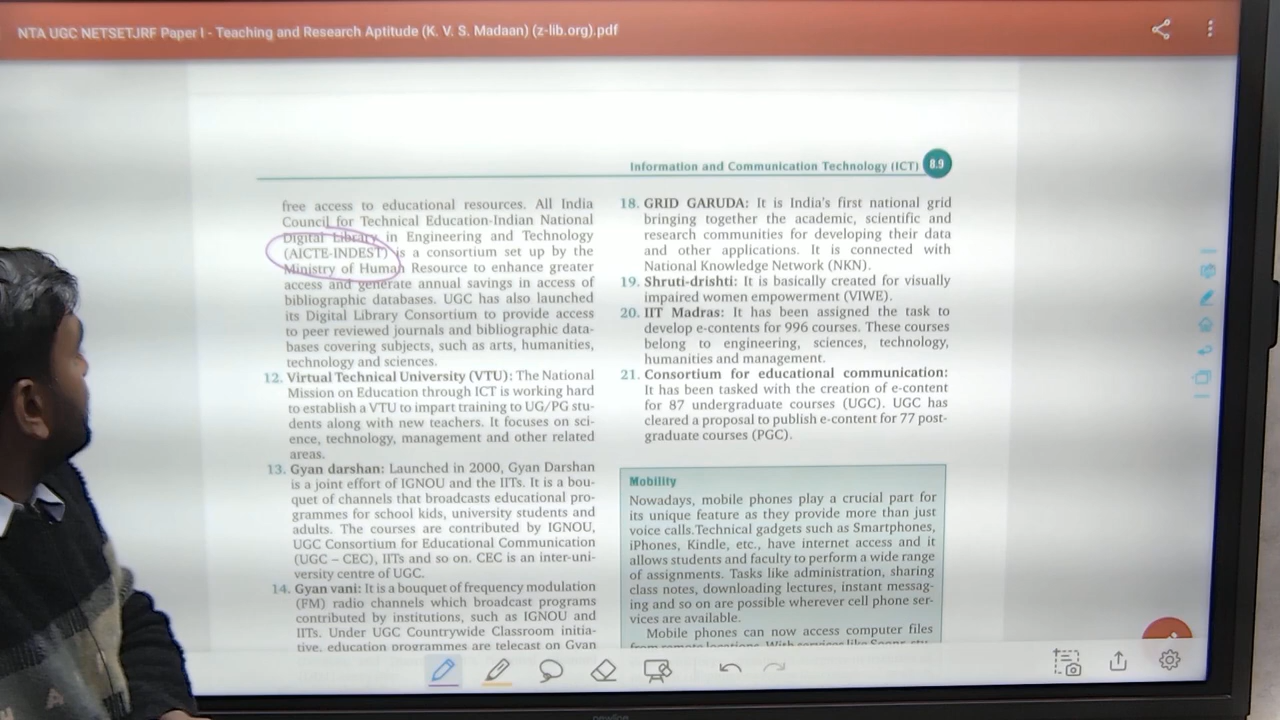 NTA UGC NETSETJRF Paper I - Teaching and Research Aptitude (K. V. S. Madaan) (z-lib.org).pdf
Information and Communication Technology (ICT) 8.9
free access to educational resources. All India
Council for Technical Education-Indian National
Digital Library in Engineering and Technology
(AICTE-INDEST) is a consortium set up by the
Ministry of Human Resource to enhance greater
access and generate annual savings in access of
bibliographic databases. UGC has also launched
its Digital Library Consortium to provide access
to peer reviewed journals and bibliographic data-
bases covering subjects, such as arts, humanities,
technology and sciences.
12. Virtual Technical University (VTU): The National
Mission on Education through ICT is working hard
to establish a VTU to impart training to UG/PG stu-
dents along with new teachers. It focuses on sci-
ence, technology, management and other related
areas.
13. Gyan darshan: Launched in 2000, Gyan Darshan
is a joint effort of IGNOU and the IITs. It is a bou-
quet of channels that broadcasts educational pro-
grammes for school kids, university students and
adults. The courses are contributed by IGNOU,
UGC Consortium for Educational Communication
(UGC – CEC), IITs and so on. CEC is an inter-uni-
versity centre of UGC.
14. Gyan vani: It is a bouquet of frequency modulation
(FM) radio channels which broadcast programs
contributed by institutions, such as IGNOU and
IITs. Under UGC Countrywide Classroom initia-
tive, education programmes are telecast on Gyan
18. GRID GARUDA: It is India's first national grid
bringing together the academic, scientific and
research communities for developing their data
and other applications. It is connected with
National Knowledge Network (NKN).
19. Shruti-drishti: It is basically created for visually
impaired women empowerment (VIWE).
20. IIT Madras: It has been assigned the task to
develop e-contents for 996 courses. These courses
belong to engineering, sciences, technology,
humanities and management.
21. Consortium for educational communication:
It has been tasked with the creation of e-content
for 87 undergraduate courses (UGC). UGC has
cleared a proposal to publish e-content for 77 post-
graduate courses (PGC).
Mobility
Nowadays, mobile phones play a crucial part for
its unique feature as they provide more than just
voice calls.Technical gadgets such as Smartphones,
iPhones, Kindle, etc., have internet access and it
allows students and faculty to perform a wide range
of assignments. Tasks like administration, sharing
class notes, downloading lectures, instant messag-
ing and so on are possible wherever cell phone ser-
vices are available.
Mobile phones can now access computer files
from remote locations. With services like
newline